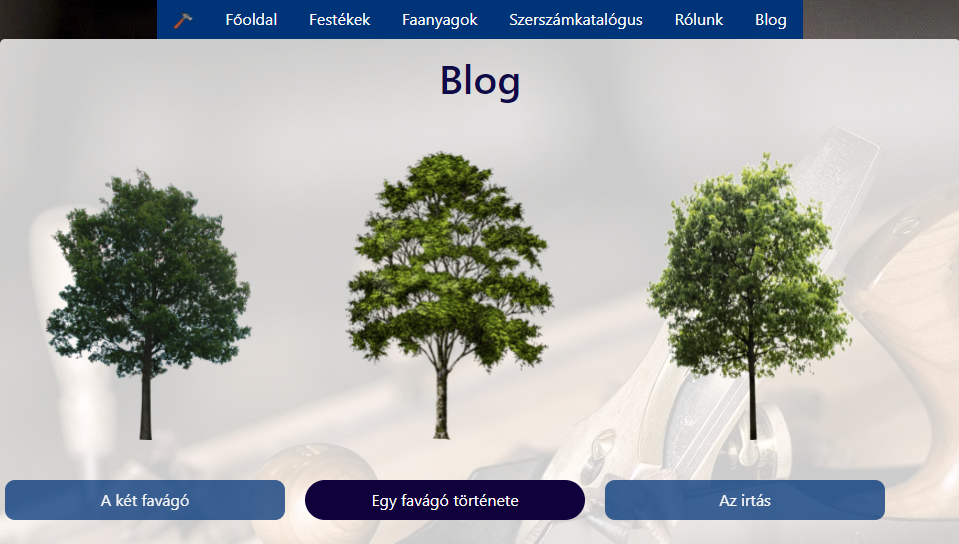 Főoldal Festékek Faanyagok Szerszámkatalógus Rólunk Blog
Blog
A két favágó Egy favágó története Az irtás